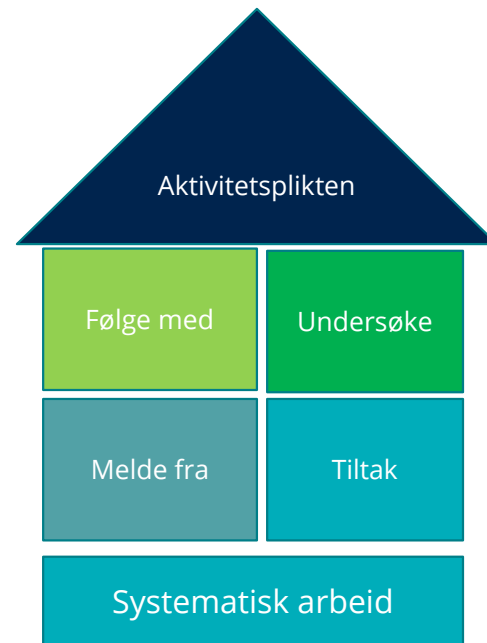 Aktivitetsplikten
Følge med
Undersøke
Melde fra
Tiltak
Systematisk arbeid